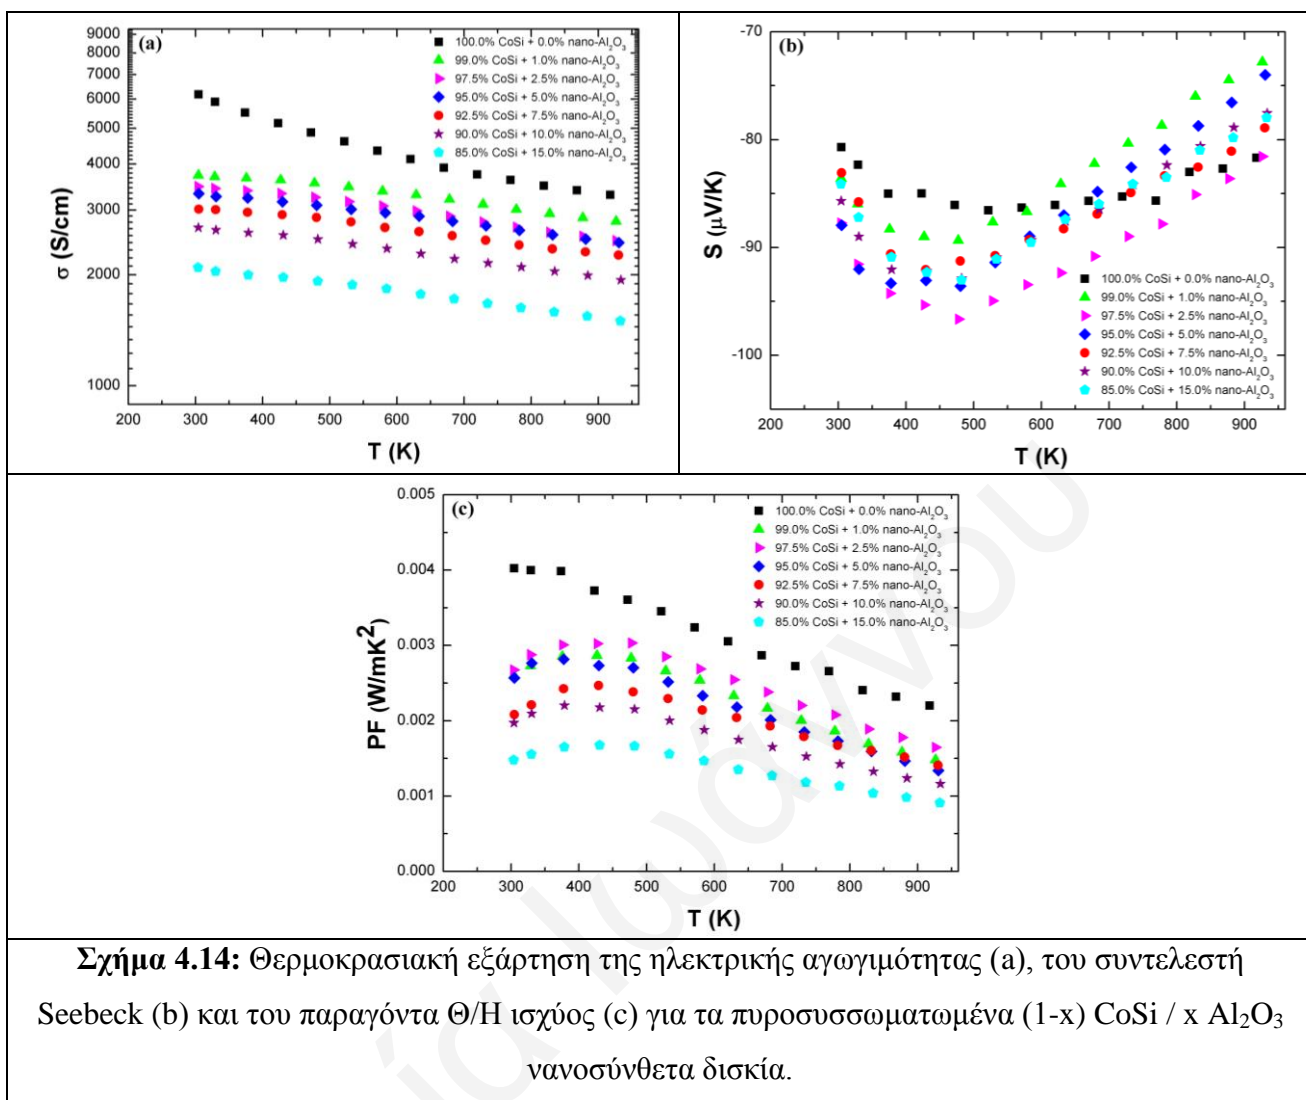 (a)
100.0% CoSi + 0.0% nano-Al₂O₃
99.0% CoSi + 1.0% nano-Al₂O₃
97.5% CoSi + 2.5% nano-Al₂O₃
95.0% CoSi + 5.0% nano-Al₂O₃
92.5% CoSi + 7.5% nano-Al₂O₃
90.0% CoSi + 10.0% nano-Al₂O₃
85.0% CoSi + 15.0% nano-Al₂O₃
9000
8000
7000
6000
5000
4000
3000
2000
1000
σ (S/cm)
200 300 400 500 600 700 800 900
T (K)
(b)
-70
-80
-90
-100
S (μV/K)
100.0% CoSi + 0.0% nano-Al₂O₃
99.0% CoSi + 1.0% nano-Al₂O₃
97.5% CoSi + 2.5% nano-Al₂O₃
95.0% CoSi + 5.0% nano-Al₂O₃
92.5% CoSi + 7.5% nano-Al₂O₃
90.0% CoSi + 10.0% nano-Al₂O₃
85.0% CoSi + 15.0% nano-Al₂O₃
200 300 400 500 600 700 800 900
T (K)
(c)
100.0% CoSi + 0.0% nano-Al₂O₃
99.0% CoSi + 1.0% nano-Al₂O₃
97.5% CoSi + 2.5% nano-Al₂O₃
95.0% CoSi + 5.0% nano-Al₂O₃
92.5% CoSi + 7.5% nano-Al₂O₃
90.0% CoSi + 10.0% nano-Al₂O₃
85.0% CoSi + 15.0% nano-Al₂O₃
0.005
0.004
0.003
0.002
0.001
0.000
PF (W/mK²)
200 300 400 500 600 700 800 900
T (K)
Σχήμα 4.14: Θερμοκρασιακή εξάρτηση της ηλεκτρικής αγωγιμότητας (a), του συντελεστή
Seebeck (b) και του παραγόντα Θ/Η ισχύος (c) για τα πυροσυσσωματωμένα (1-x) CoSi / x Al₂O₃
νανοσύνθετα δισκία.
ία Ιωάννου